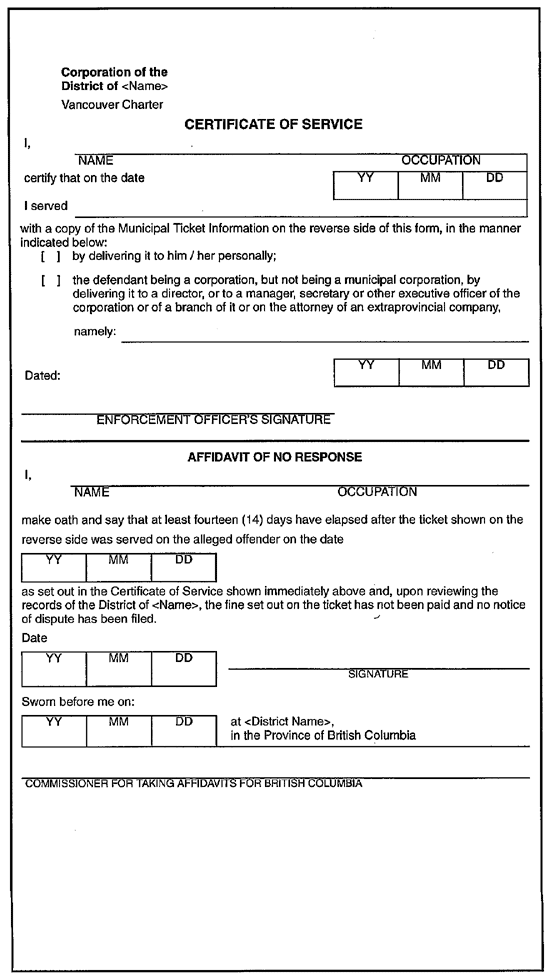 Corporation of the
District of <Name>
Vancouver Charter
CERTIFICATE OF SERVICE
I,
NAME OCCUPATION
certify that on the date YY MM DD
I served
with a copy of the Municipal Ticket Information on the reverse side of this form, in the manner
indicated below:
[ ] by delivering it to him / her personally;
[ ] the defendant being a corporation, but not being a municipal corporation, by
delivering it to a director, or to a manager, secretary or other executive officer of the
corporation or of a branch of it or on the attorney of an extraprovincial company,
namely:
YY MM DD
Dated:
ENFORCEMENT OFFICER'S SIGNATURE
AFFIDAVIT OF NO RESPONSE
I,
NAME OCCUPATION
make oath and say that at least fourteen (14) days have elapsed after the ticket shown on the
reverse side was served on the alleged offender on the date
YY MM DD
as set out in the Certificate of Service shown immediately above and, upon reviewing the
records of the District of <Name>, the fine set out on the ticket has not been paid and no notice
of dispute has been filed.
Date
YY MM DD
SIGNATURE
Sworn before me on:
YY MM DD at <District Name>,
in the Province of British Columbia
COMMISSIONER FOR TAKING AFFIDAVITS FOR BRITISH COLUMBIA